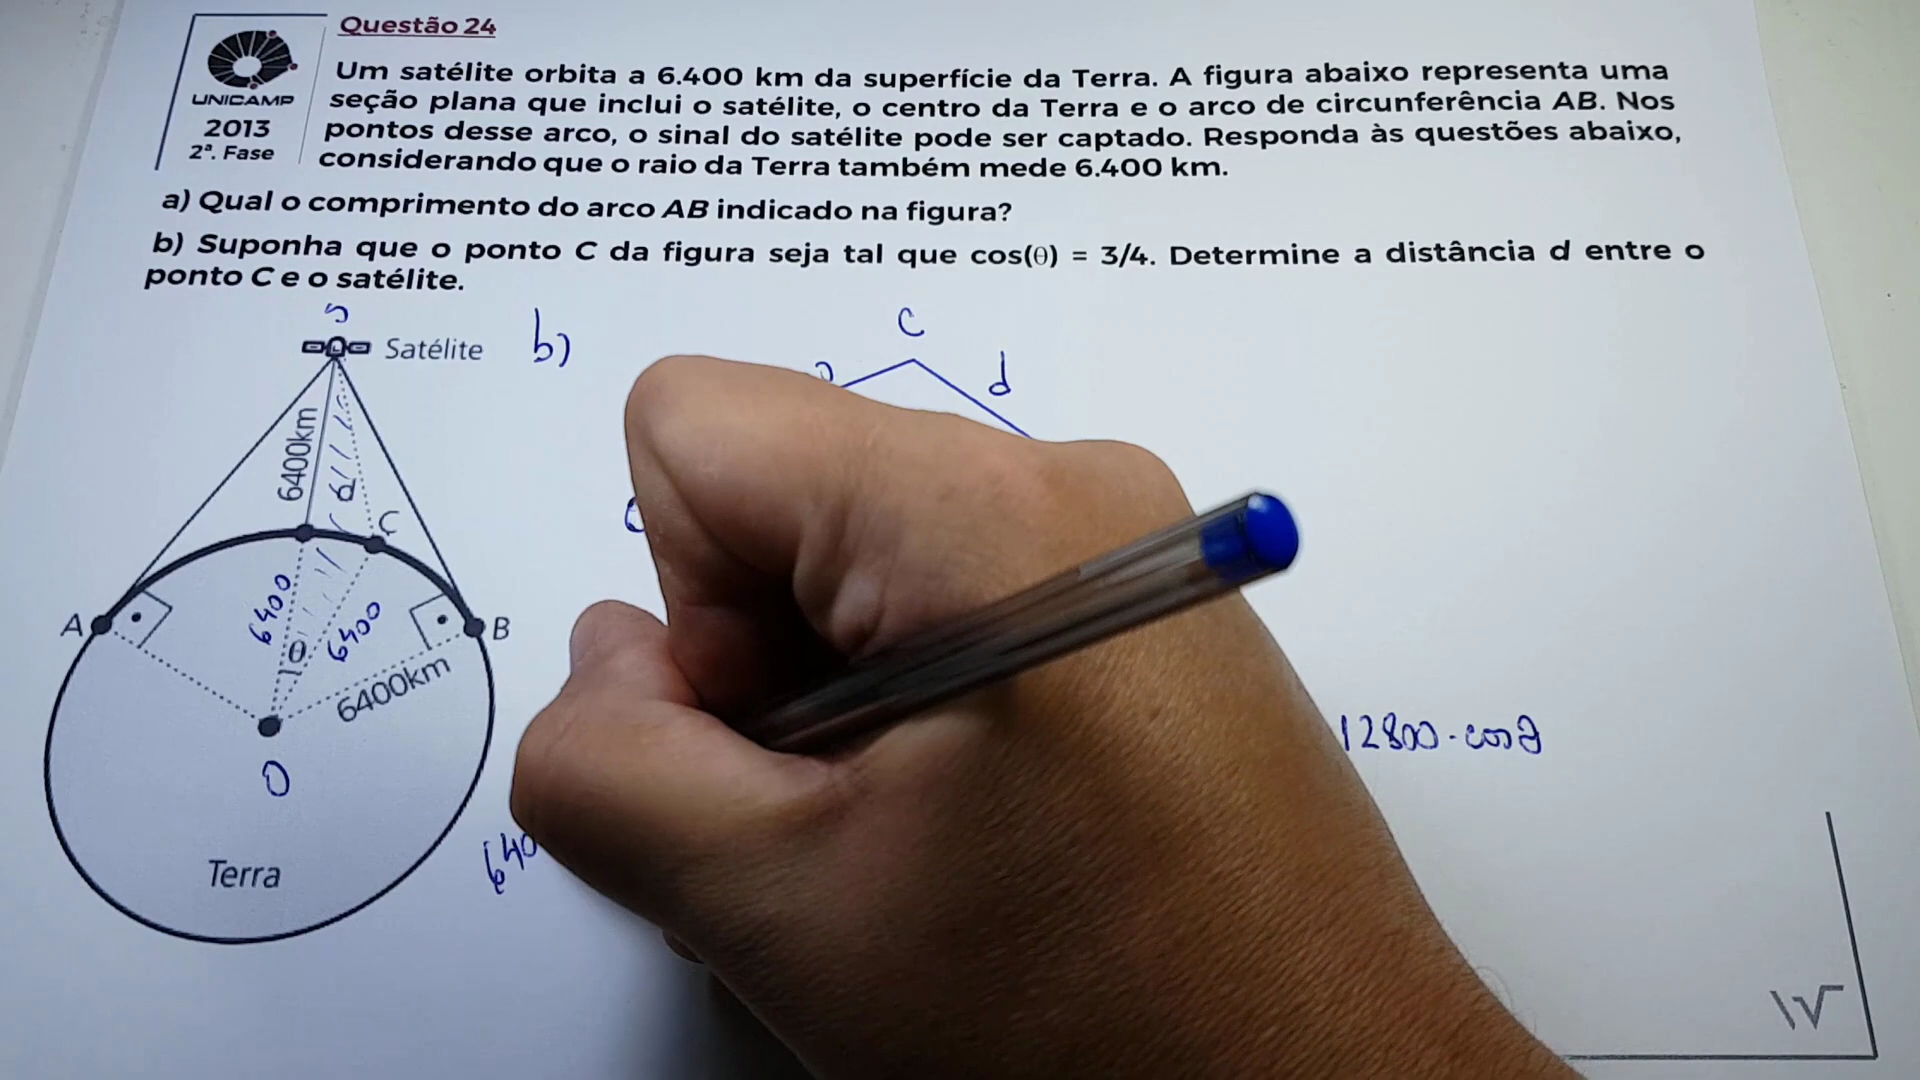 Questão 24
UNICAMP
2013
2ª. Fase
Um satélite orbita a 6.400 km da superfície da Terra. A figura abaixo representa uma
seção plana que inclui o satélite, o centro da Terra e o arco de circunferência AB. Nos
pontos desse arco, o sinal do satélite pode ser captado. Responda às questões abaixo,
considerando que o raio da Terra também mede 6.400 km.
a) Qual o comprimento do arco AB indicado na figura?
b) Suponha que o ponto C da figura seja tal que cos(θ) = 3/4. Determine a distância d entre o
ponto C e o satélite.
S
Satélite
b)
C
d
6400km
d
C
6400
6400
θ
A
B
6400km
O
12800·cosθ
640
Terra